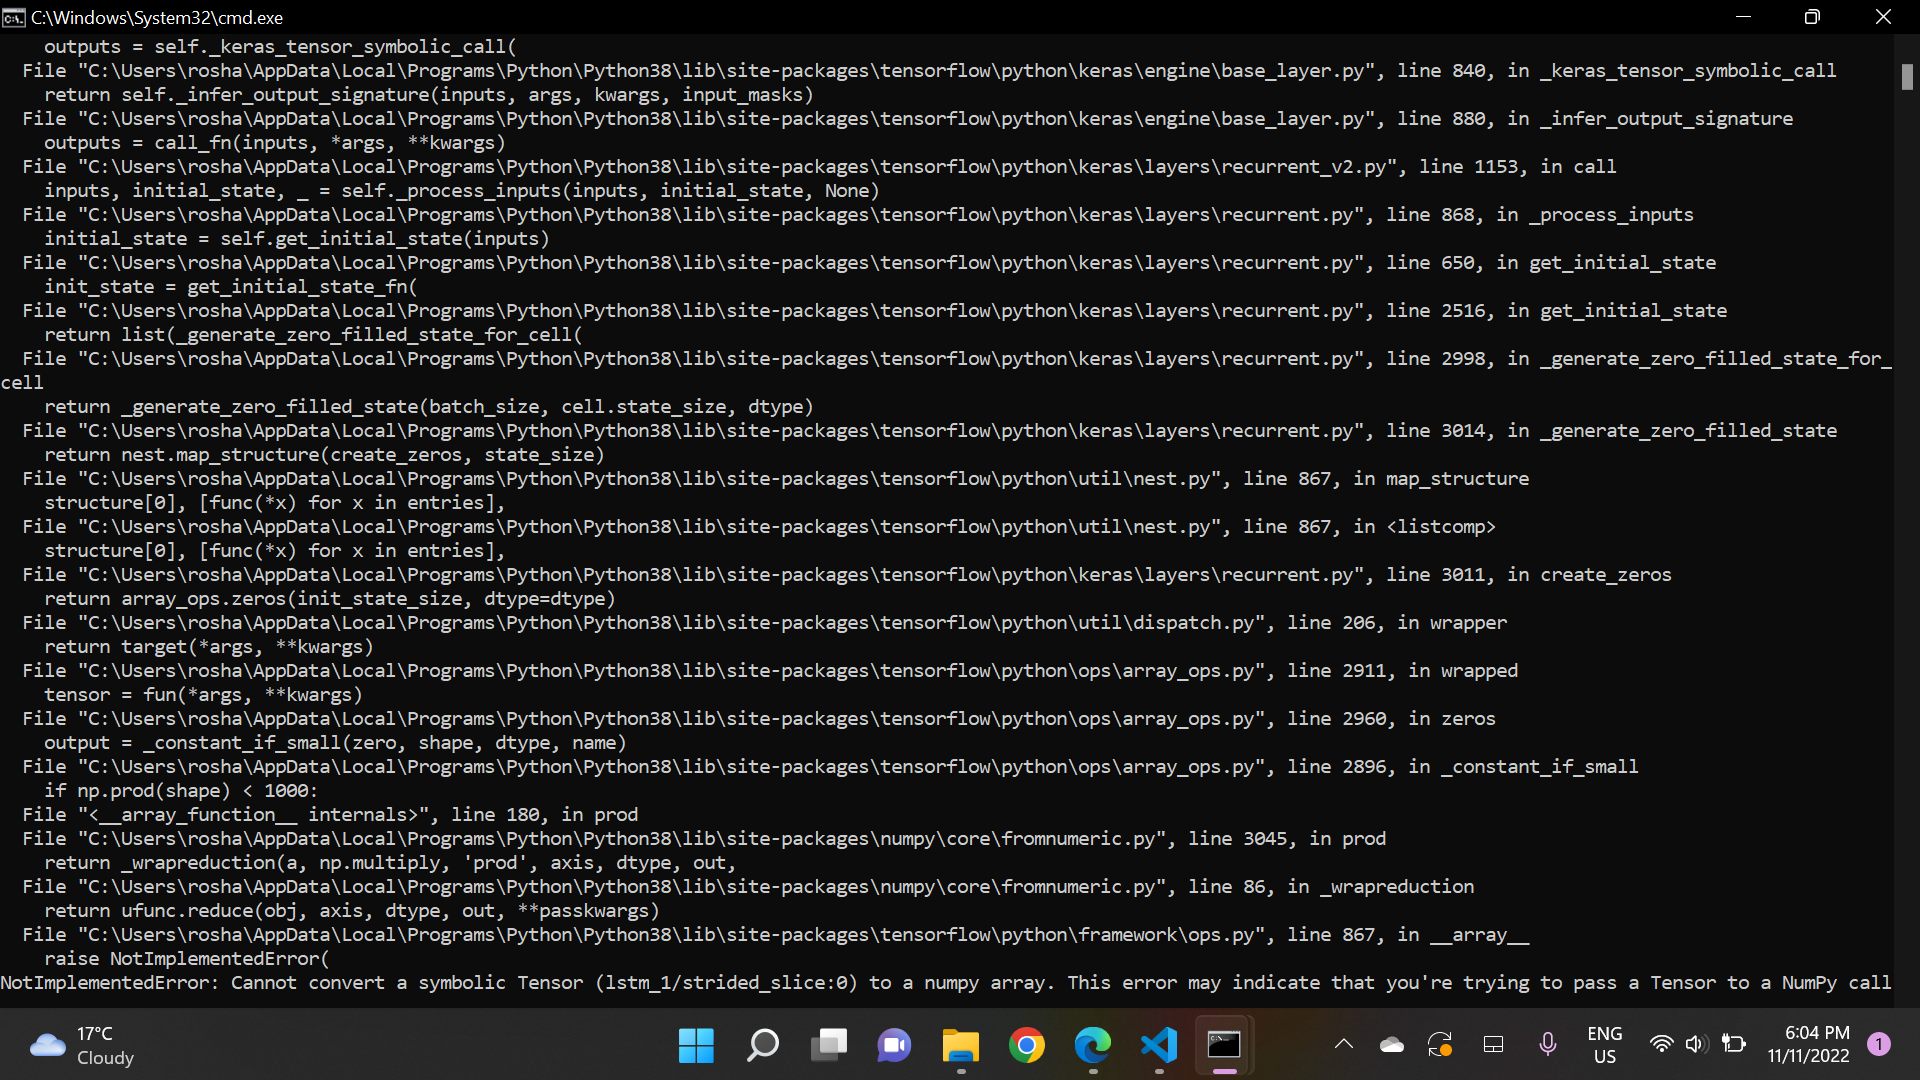 C:\Windows\System32\cmd.exe
outputs = self._keras_tensor_symbolic_call(
File "C:\Users\rosha\AppData\Local\Programs\Python\Python38\lib\site-packages\tensorflow\python\keras\engine\base_layer.py", line 840, in _keras_tensor_symbolic_call
return self._infer_output_signature(inputs, args, kwargs, input_masks)
File "C:\Users\rosha\AppData\Local\Programs\Python\Python38\lib\site-packages\tensorflow\python\keras\engine\base_layer.py", line 880, in _infer_output_signature
outputs = call_fn(inputs, *args, **kwargs)
File "C:\Users\rosha\AppData\Local\Programs\Python\Python38\lib\site-packages\tensorflow\python\keras\layers\recurrent_v2.py", line 1153, in call
inputs, initial_state, _ = self._process_inputs(inputs, initial_state, None)
File "C:\Users\rosha\AppData\Local\Programs\Python\Python38\lib\site-packages\tensorflow\python\keras\layers\recurrent.py", line 868, in _process_inputs
initial_state = self.get_initial_state(inputs)
File "C:\Users\rosha\AppData\Local\Programs\Python\Python38\lib\site-packages\tensorflow\python\keras\layers\recurrent.py", line 650, in get_initial_state
init_state = get_initial_state_fn(
File "C:\Users\rosha\AppData\Local\Programs\Python\Python38\lib\site-packages\tensorflow\python\keras\layers\recurrent.py", line 2516, in get_initial_state
return list(_generate_zero_filled_state_for_cell(
File "C:\Users\rosha\AppData\Local\Programs\Python\Python38\lib\site-packages\tensorflow\python\keras\layers\recurrent.py", line 2998, in _generate_zero_filled_state_for_
cell
return _generate_zero_filled_state(batch_size, cell.state_size, dtype)
File "C:\Users\rosha\AppData\Local\Programs\Python\Python38\lib\site-packages\tensorflow\python\keras\layers\recurrent.py", line 3014, in _generate_zero_filled_state
return nest.map_structure(create_zeros, state_size)
File "C:\Users\rosha\AppData\Local\Programs\Python\Python38\lib\site-packages\tensorflow\python\util\nest.py", line 867, in map_structure
structure[0], [func(*x) for x in entries],
File "C:\Users\rosha\AppData\Local\Programs\Python\Python38\lib\site-packages\tensorflow\python\util\nest.py", line 867, in <listcomp>
structure[0], [func(*x) for x in entries],
File "C:\Users\rosha\AppData\Local\Programs\Python\Python38\lib\site-packages\tensorflow\python\keras\layers\recurrent.py", line 3011, in create_zeros
return array_ops.zeros(init_state_size, dtype=dtype)
File "C:\Users\rosha\AppData\Local\Programs\Python\Python38\lib\site-packages\tensorflow\python\util\dispatch.py", line 206, in wrapper
return target(*args, **kwargs)
File "C:\Users\rosha\AppData\Local\Programs\Python\Python38\lib\site-packages\tensorflow\python\ops\array_ops.py", line 2911, in wrapped
tensor = fun(*args, **kwargs)
File "C:\Users\rosha\AppData\Local\Programs\Python\Python38\lib\site-packages\tensorflow\python\ops\array_ops.py", line 2960, in zeros
output = _constant_if_small(zero, shape, dtype, name)
File "C:\Users\rosha\AppData\Local\Programs\Python\Python38\lib\site-packages\tensorflow\python\ops\array_ops.py", line 2896, in _constant_if_small
if np.prod(shape) < 1000:
File "<__array_function__ internals>", line 180, in prod
File "C:\Users\rosha\AppData\Local\Programs\Python\Python38\lib\site-packages\numpy\core\fromnumeric.py", line 3045, in prod
return _wrapreduction(a, np.multiply, 'prod', axis, dtype, out,
File "C:\Users\rosha\AppData\Local\Programs\Python\Python38\lib\site-packages\numpy\core\fromnumeric.py", line 86, in _wrapreduction
return ufunc.reduce(obj, axis, dtype, out, **passkwargs)
File "C:\Users\rosha\AppData\Local\Programs\Python\Python38\lib\site-packages\tensorflow\python\framework\ops.py", line 867, in __array__
raise NotImplementedError(
NotImplementedError: Cannot convert a symbolic Tensor (lstm_1/strided_slice:0) to a numpy array. This error may indicate that you're trying to pass a Tensor to a NumPy call
17°C
Cloudy
ENG
US
6:04 PM
11/11/2022
1